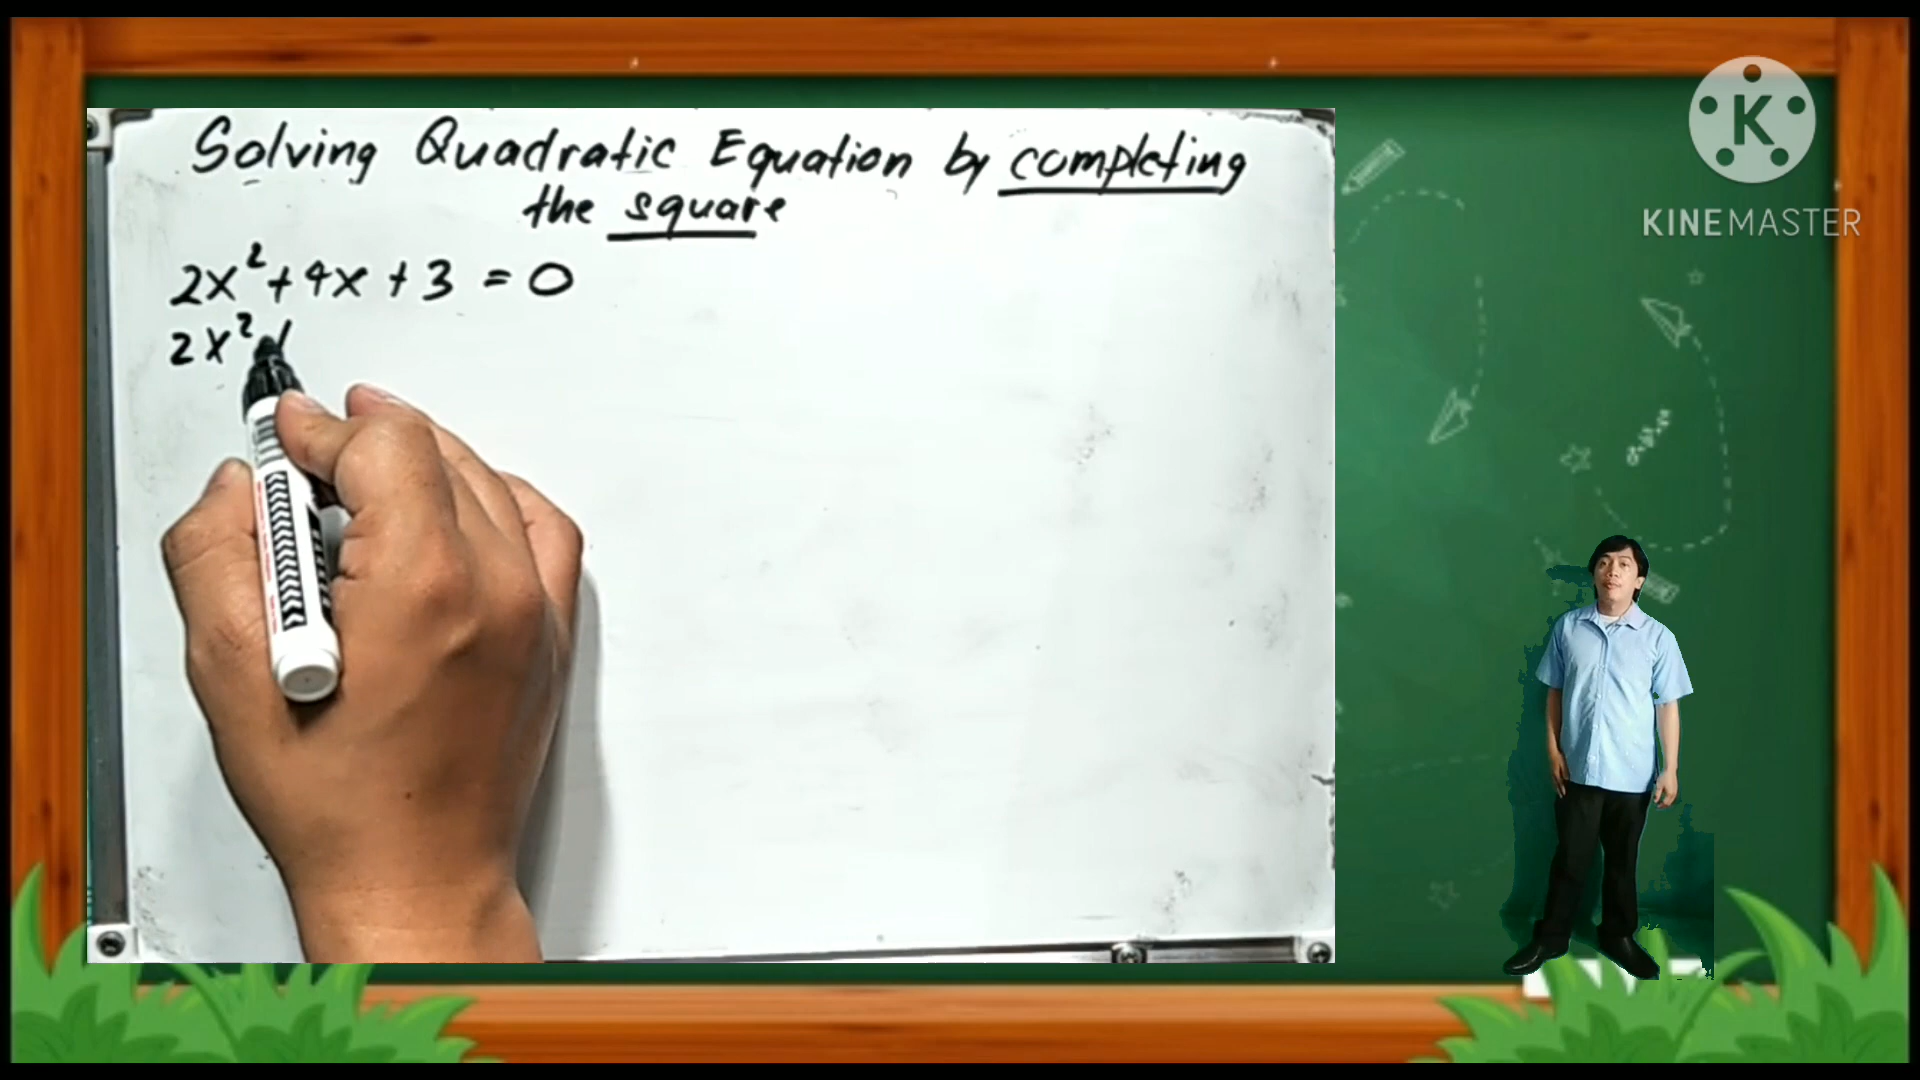 Solving Quadratic Equation by completing
the square
2x² + 4x + 3 = 0
2x²
K
KINEMASTER